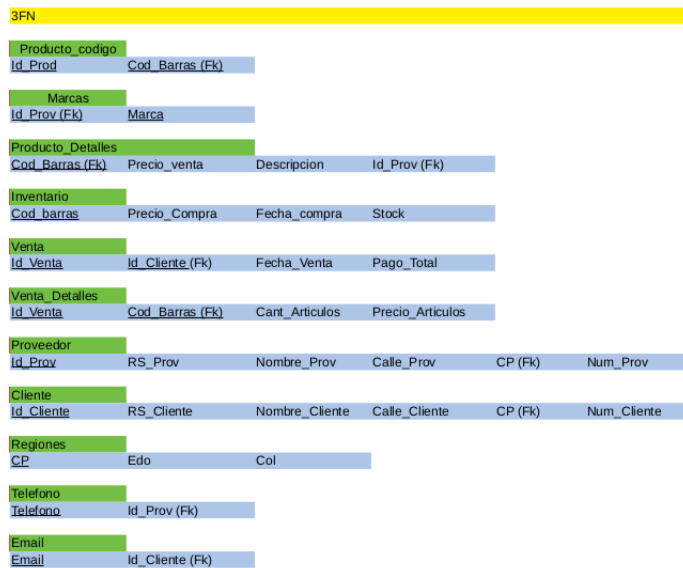 3FN
Producto_codigo
Id_Prod Cod_Barras (Fk)
Marcas
Id_Prov (Fk) Marca
Producto_Detalles
Cod_Barras (Fk) Precio_venta Descripcion Id_Prov (Fk)
Inventario
Cod_barras Precio_Compra Fecha_compra Stock
Venta
Id_Venta Id_Cliente (Fk) Fecha_Venta Pago_Total
Venta_Detalles
Id_Venta Cod_Barras (Fk) Cant_Articulos Precio_Articulos
Proveedor
Id_Prov RS_Prov Nombre_Prov Calle_Prov CP (Fk) Num_Prov
Cliente
Id_Cliente RS_Cliente Nombre_Cliente Calle_Cliente CP (Fk) Num_Cliente
Regiones
CP Edo Col
Telefono
Telefono Id_Prov (Fk)
Email
Email Id_Cliente (Fk)